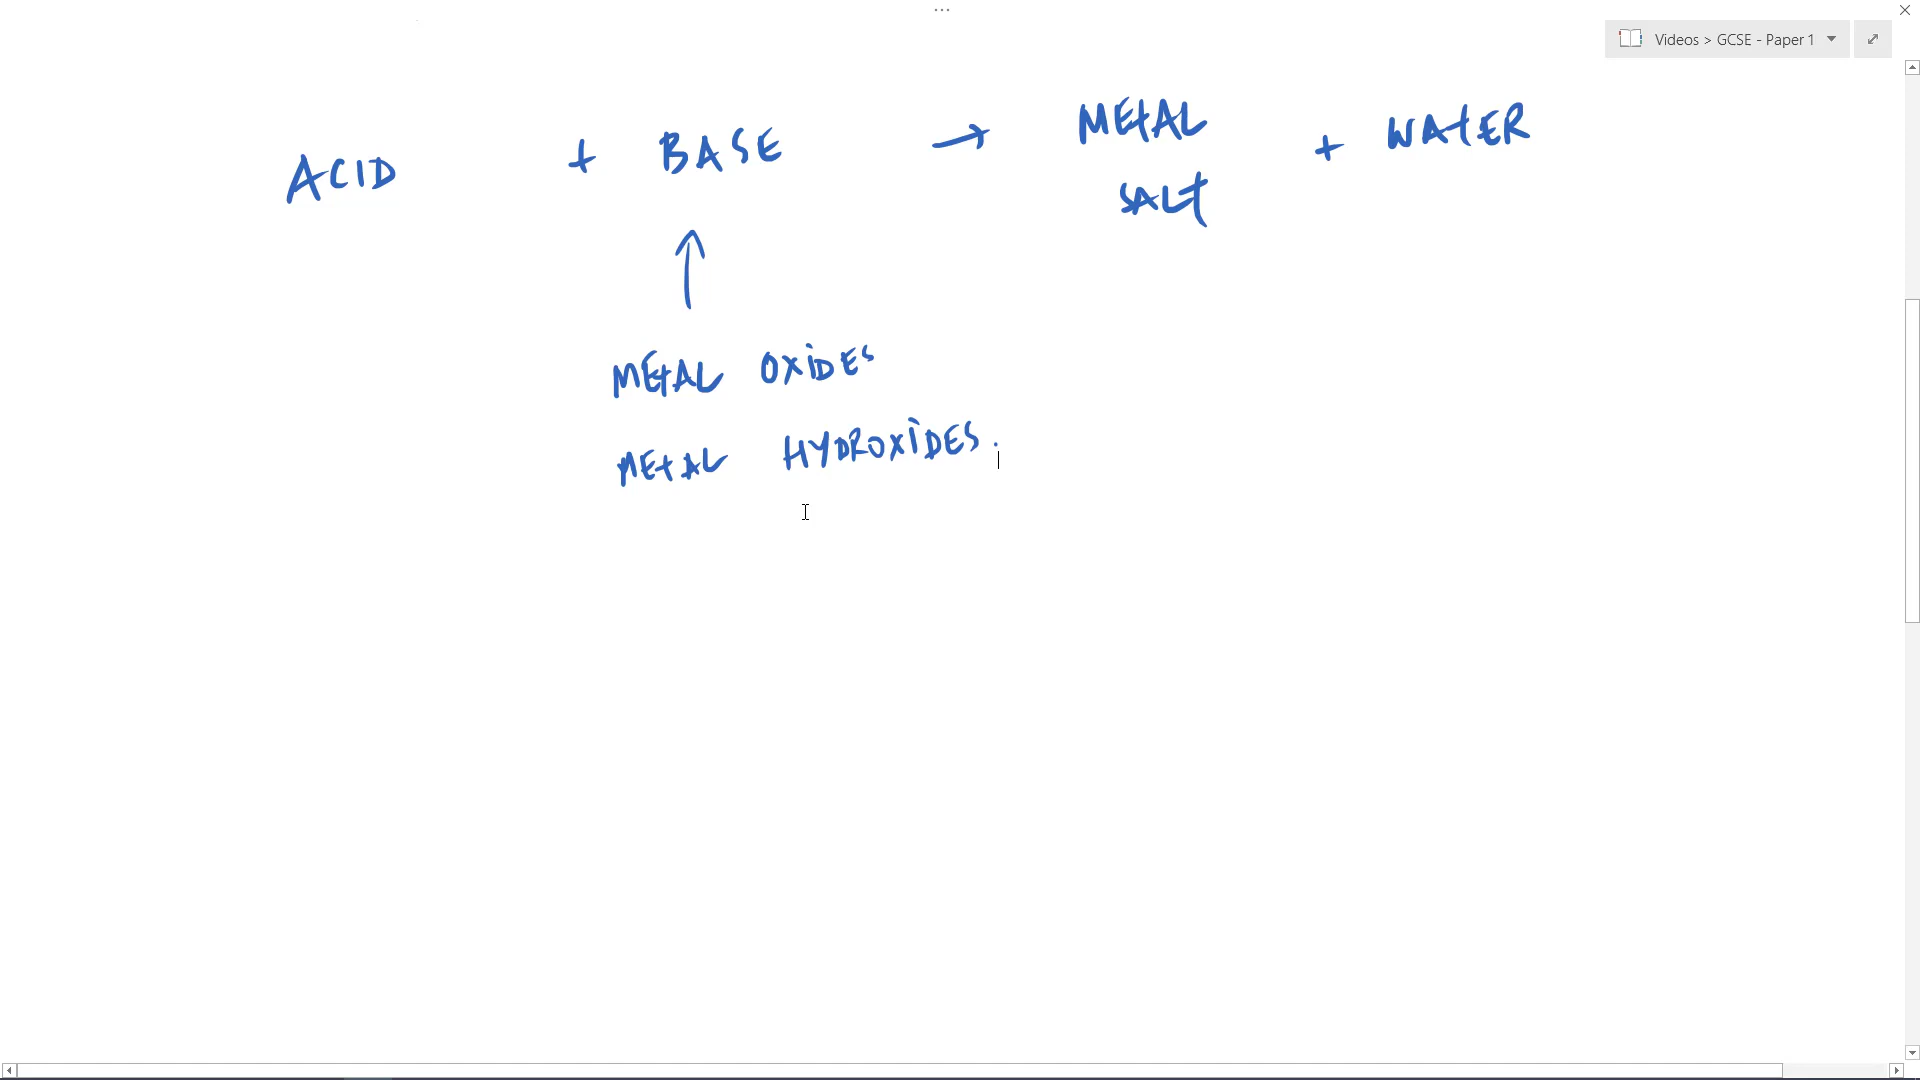 ...
Videos > GCSE - Paper 1
ACID + BASE → METAL SALT + WATER
↑
METAL OXIDES
METAL HYDROXIDES.